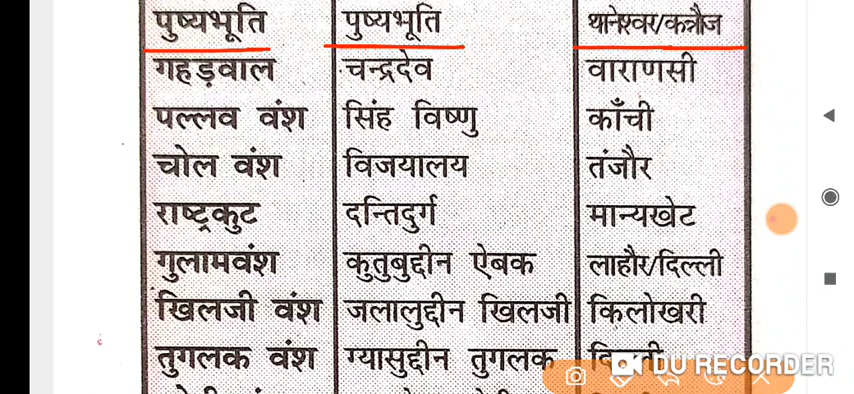 पुष्यभूति पुष्यभूति थानेश्वर/कन्नौज
गहड़वाल चन्द्रदेव वाराणसी
पल्लव वंश सिंह विष्णु काँची
चोल वंश विजयालय तंजौर
राष्ट्रकुट दन्तिदुर्ग मान्यखेट
गुलामवंश कुतुबुद्दीन ऐबक लाहौर/दिल्ली
खिलजी वंश जलालुद्दीन खिलजी किलोखरी
तुगलक वंश ग्यासुद्दीन तुगलक
DU RECORDER